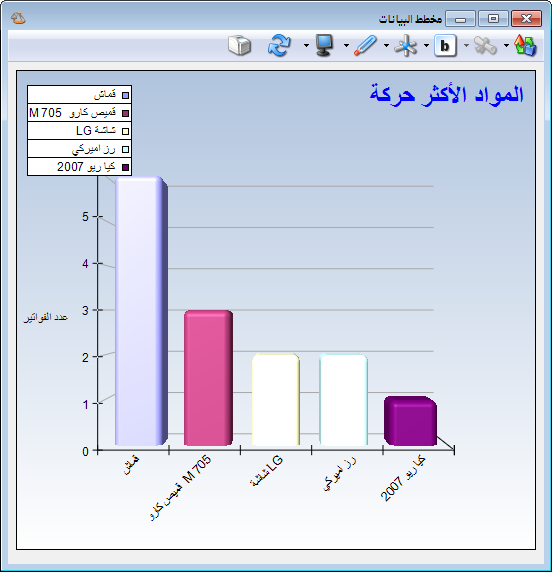 مخطط البيانات
b
المواد الأكثر حركة
قماش
قميص كارو M 705
شاشة LG
رز اميركي
كيا ريو 2007
عدد الفواتير
5
4
3
2
1
0
قماش
قميص كارو M 705
شاشة LG
رز اميركي
كيا ريو 2007